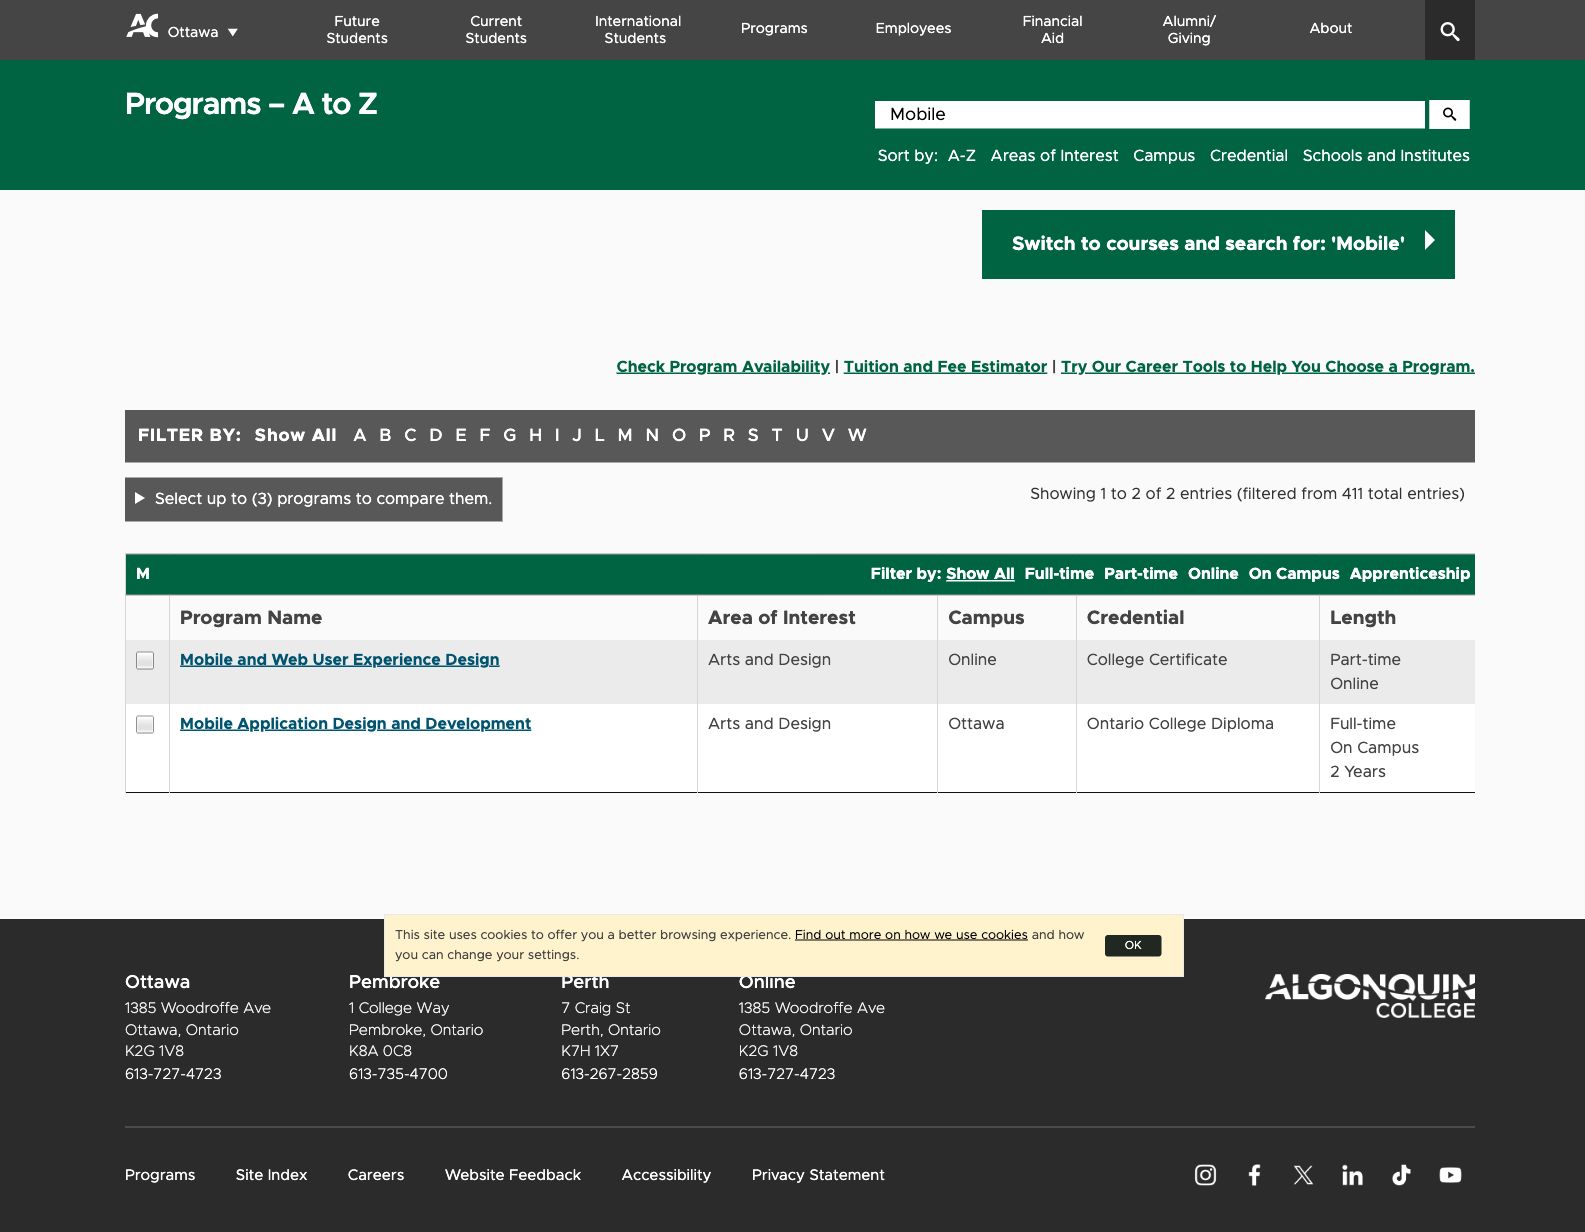 AC Ottawa ▼
Future Students
Current Students
International Students
Programs
Employees
Financial Aid
Alumni/ Giving
About
Programs – A to Z
Mobile
Sort by: A-Z Areas of Interest Campus Credential Schools and Institutes
Switch to courses and search for: 'Mobile'
Check Program Availability | Tuition and Fee Estimator | Try Our Career Tools to Help You Choose a Program.
FILTER BY: Show All A B C D E F G H I J L M N O P R S T U V W
Select up to (3) programs to compare them.
Showing 1 to 2 of 2 entries (filtered from 411 total entries)
M Filter by: Show All Full-time Part-time Online On Campus Apprenticeship
Program Name Area of Interest Campus Credential Length
Mobile and Web User Experience Design Arts and Design Online College Certificate Part-time
Online
Mobile Application Design and Development Arts and Design Ottawa Ontario College Diploma Full-time
On Campus
2 Years
This site uses cookies to offer you a better browsing experience. Find out more on how we use cookies and how
you can change your settings.
OK
Ottawa
1385 Woodroffe Ave
Ottawa, Ontario
K2G 1V8
613-727-4723
Pembroke
1 College Way
Pembroke, Ontario
K8A 0C8
613-735-4700
Perth
7 Craig St
Perth, Ontario
K7H 1X7
613-267-2859
Online
1385 Woodroffe Ave
Ottawa, Ontario
K2G 1V8
613-727-4723
ALGONQUIN
COLLEGE
Programs Site Index Careers Website Feedback Accessibility Privacy Statement